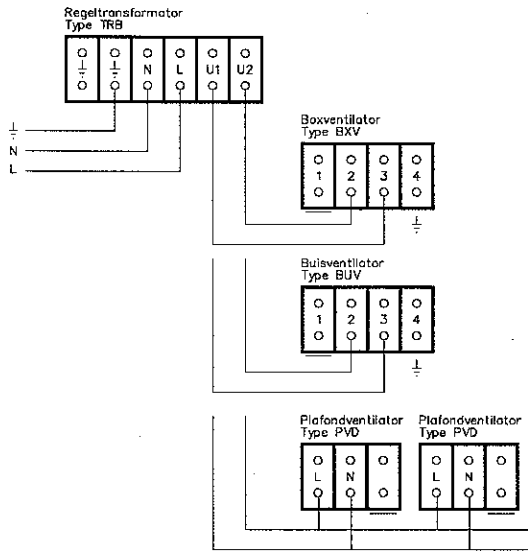 Regeltransformator
Type TRB
N L U1 U2
N
L
Boxventilator
Type BXV
1 2 3 4
Buisventilator
Type BUV
1 2 3 4
Plafondventilator Plafondventilator
Type PVD Type PVD
L N L N